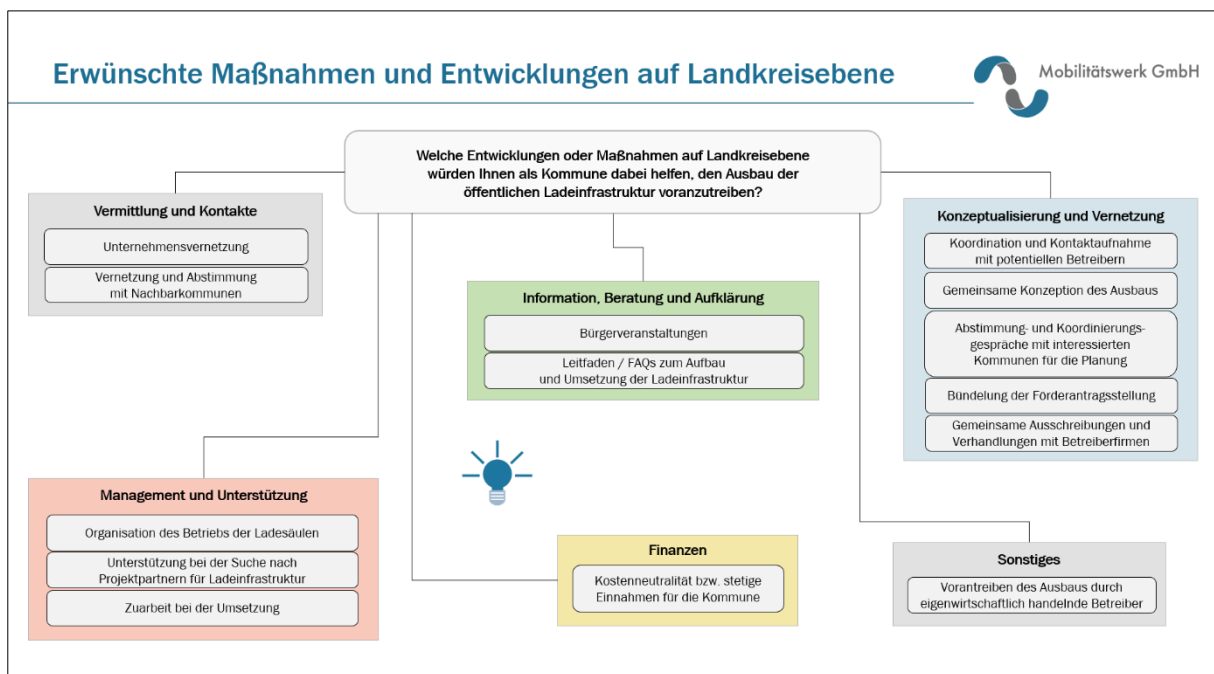 Erwünschte Maßnahmen und Entwicklungen auf Landkreisebene
Mobilitätswerk GmbH
Welche Entwicklungen oder Maßnahmen auf Landkreisebene
würden Ihnen als Kommune dabei helfen, den Ausbau der
öffentlichen Ladeinfrastruktur voranzutreiben?
Vermittlung und Kontakte
Unternehmensvernetzung
Vernetzung und Abstimmung
mit Nachbarkommunen
Information, Beratung und Aufklärung
Bürgerveranstaltungen
Leitfaden / FAQs zum Aufbau
und Umsetzung der Ladeinfrastruktur
Konzeptualisierung und Vernetzung
Koordination und Kontaktaufnahme
mit potentiellen Betreibern
Gemeinsame Konzeption des Ausbaus
Abstimmung- und Koordinierungs-
gespräche mit interessierten
Kommunen für die Planung
Bündelung der Förderantragsstellung
Gemeinsame Ausschreibungen und
Verhandlungen mit Betreiberfirmen
Management und Unterstützung
Organisation des Betriebs der Ladesäulen
Unterstützung bei der Suche nach
Projektpartnern für Ladeinfrastruktur
Zuarbeit bei der Umsetzung
Finanzen
Kostenneutralität bzw. stetige
Einnahmen für die Kommune
Sonstiges
Vorantreiben des Ausbaus durch
eigenwirtschaftlich handelnde Betreiber